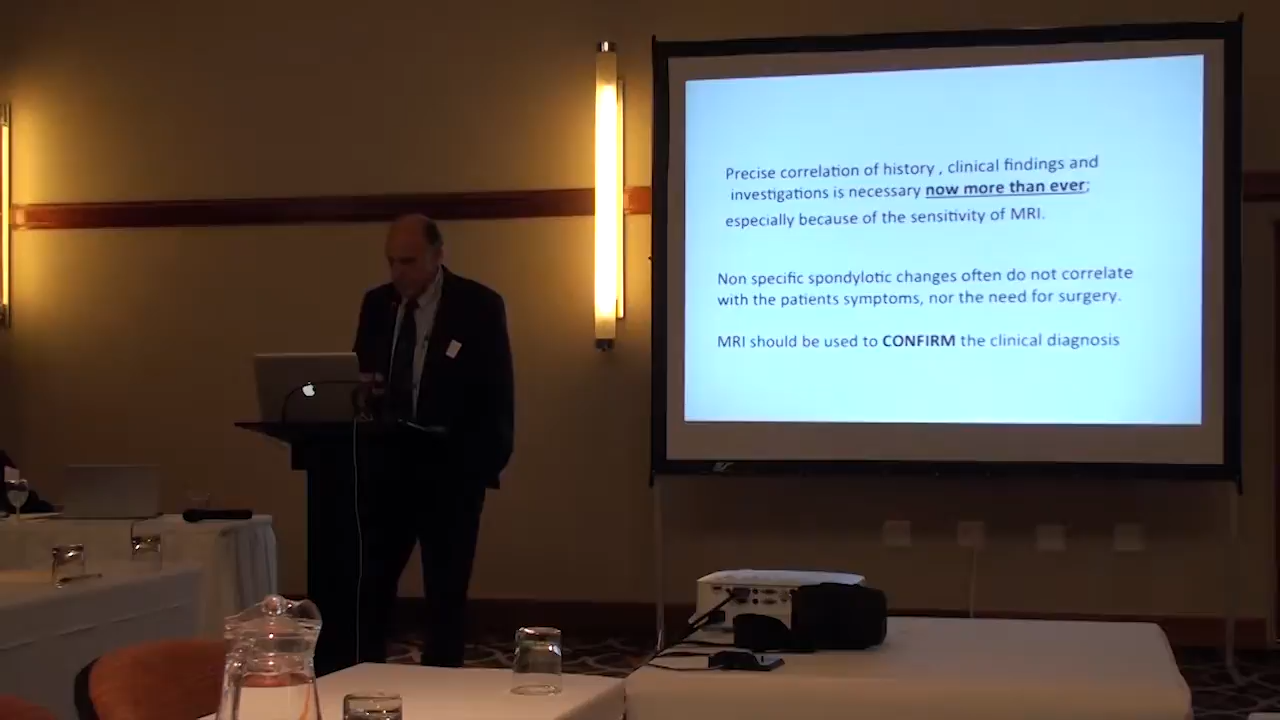 Precise correlation of history , clinical findings and
investigations is necessary now more than ever;
especially because of the sensitivity of MRI.
Non specific spondylotic changes often do not correlate
with the patients symptoms, nor the need for surgery.
MRI should be used to CONFIRM the clinical diagnosis